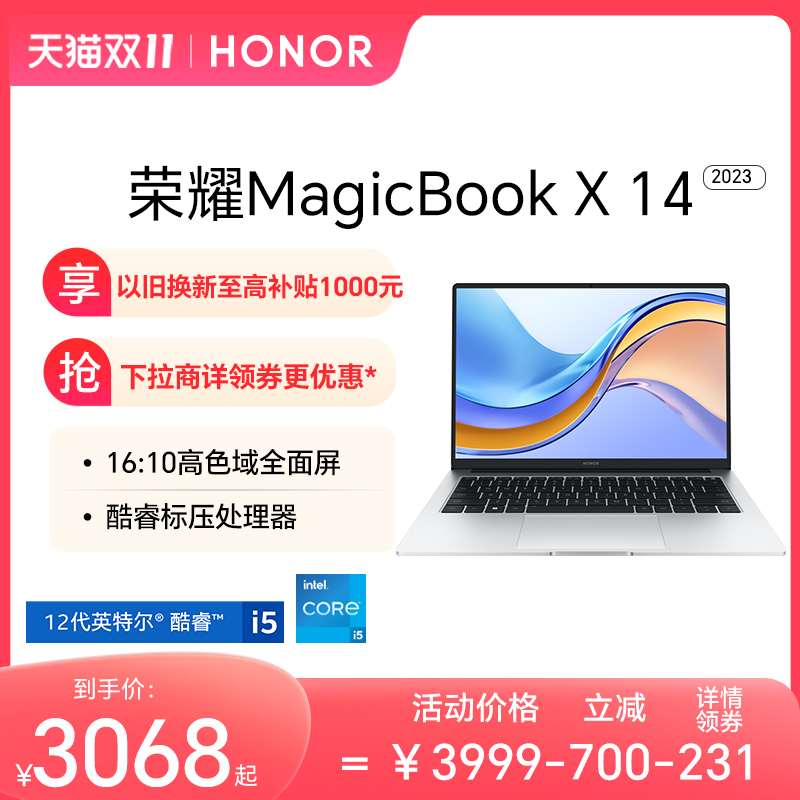 天猫双11 | HONOR
荣耀MagicBook X 14 2023
享 以旧换新至高补贴1000元
抢 下拉商详领券更优惠*
• 16:10高色域全面屏
• 酷睿标压处理器
HONOR
12代英特尔® 酷睿™ i5
intel.
CORE™
i5
到手价：
¥3068起
活动价格 立减 详情领券
= ¥3999-700-231